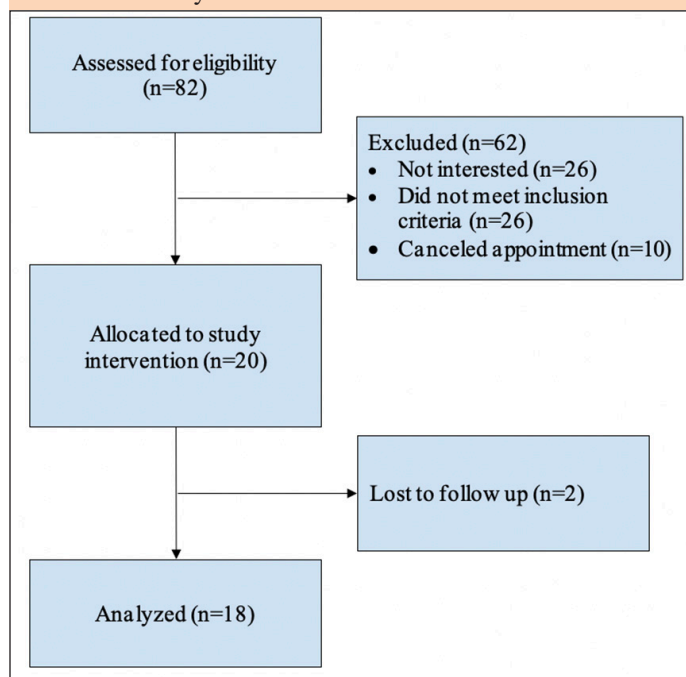 Assessed for eligibility
(n=82)
Excluded (n=62)
• Not interested (n=26)
• Did not meet inclusion
criteria (n=26)
• Canceled appointment (n=10)
Allocated to study
intervention (n=20)
Lost to follow up (n=2)
Analyzed (n=18)